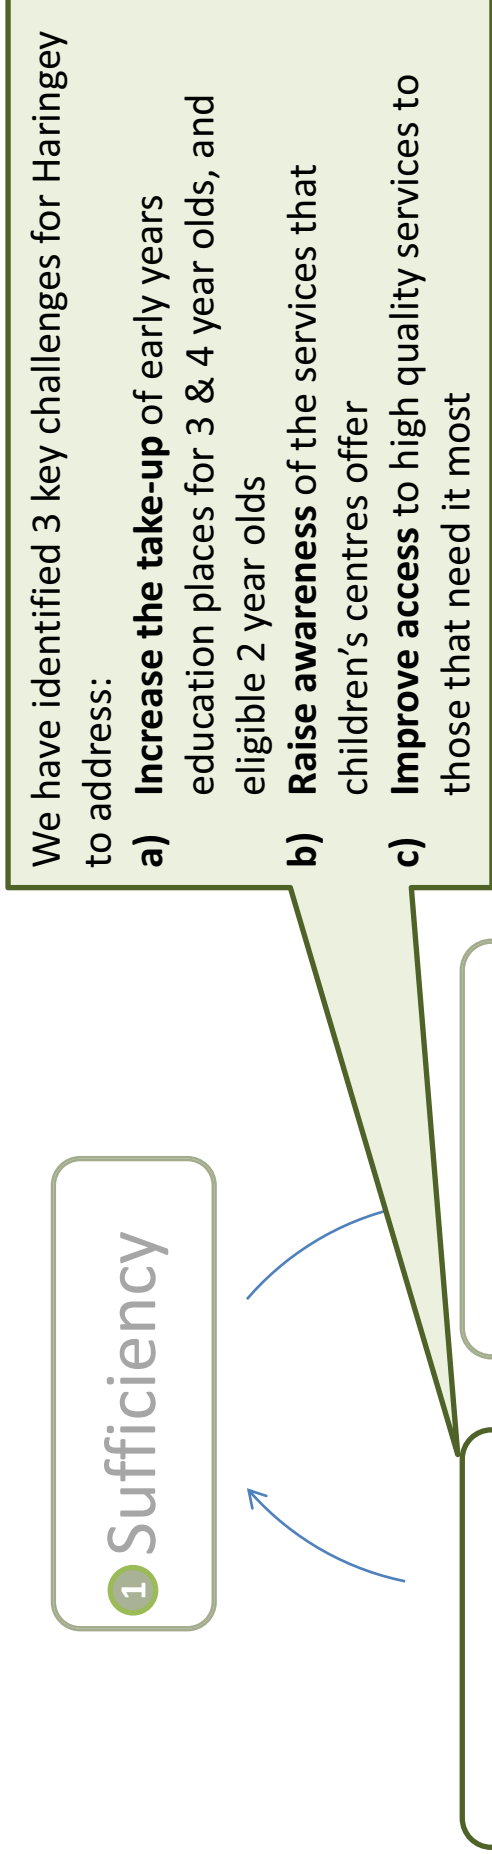 We have identified 3 key challenges for Haringey
to address:
a) Increase the take-up of early years
education places for 3 & 4 year olds, and
eligible 2 year olds
b) Raise awareness of the services that
children’s centres offer
c) Improve access to high quality services to
those that need it most
1 Sufficiency